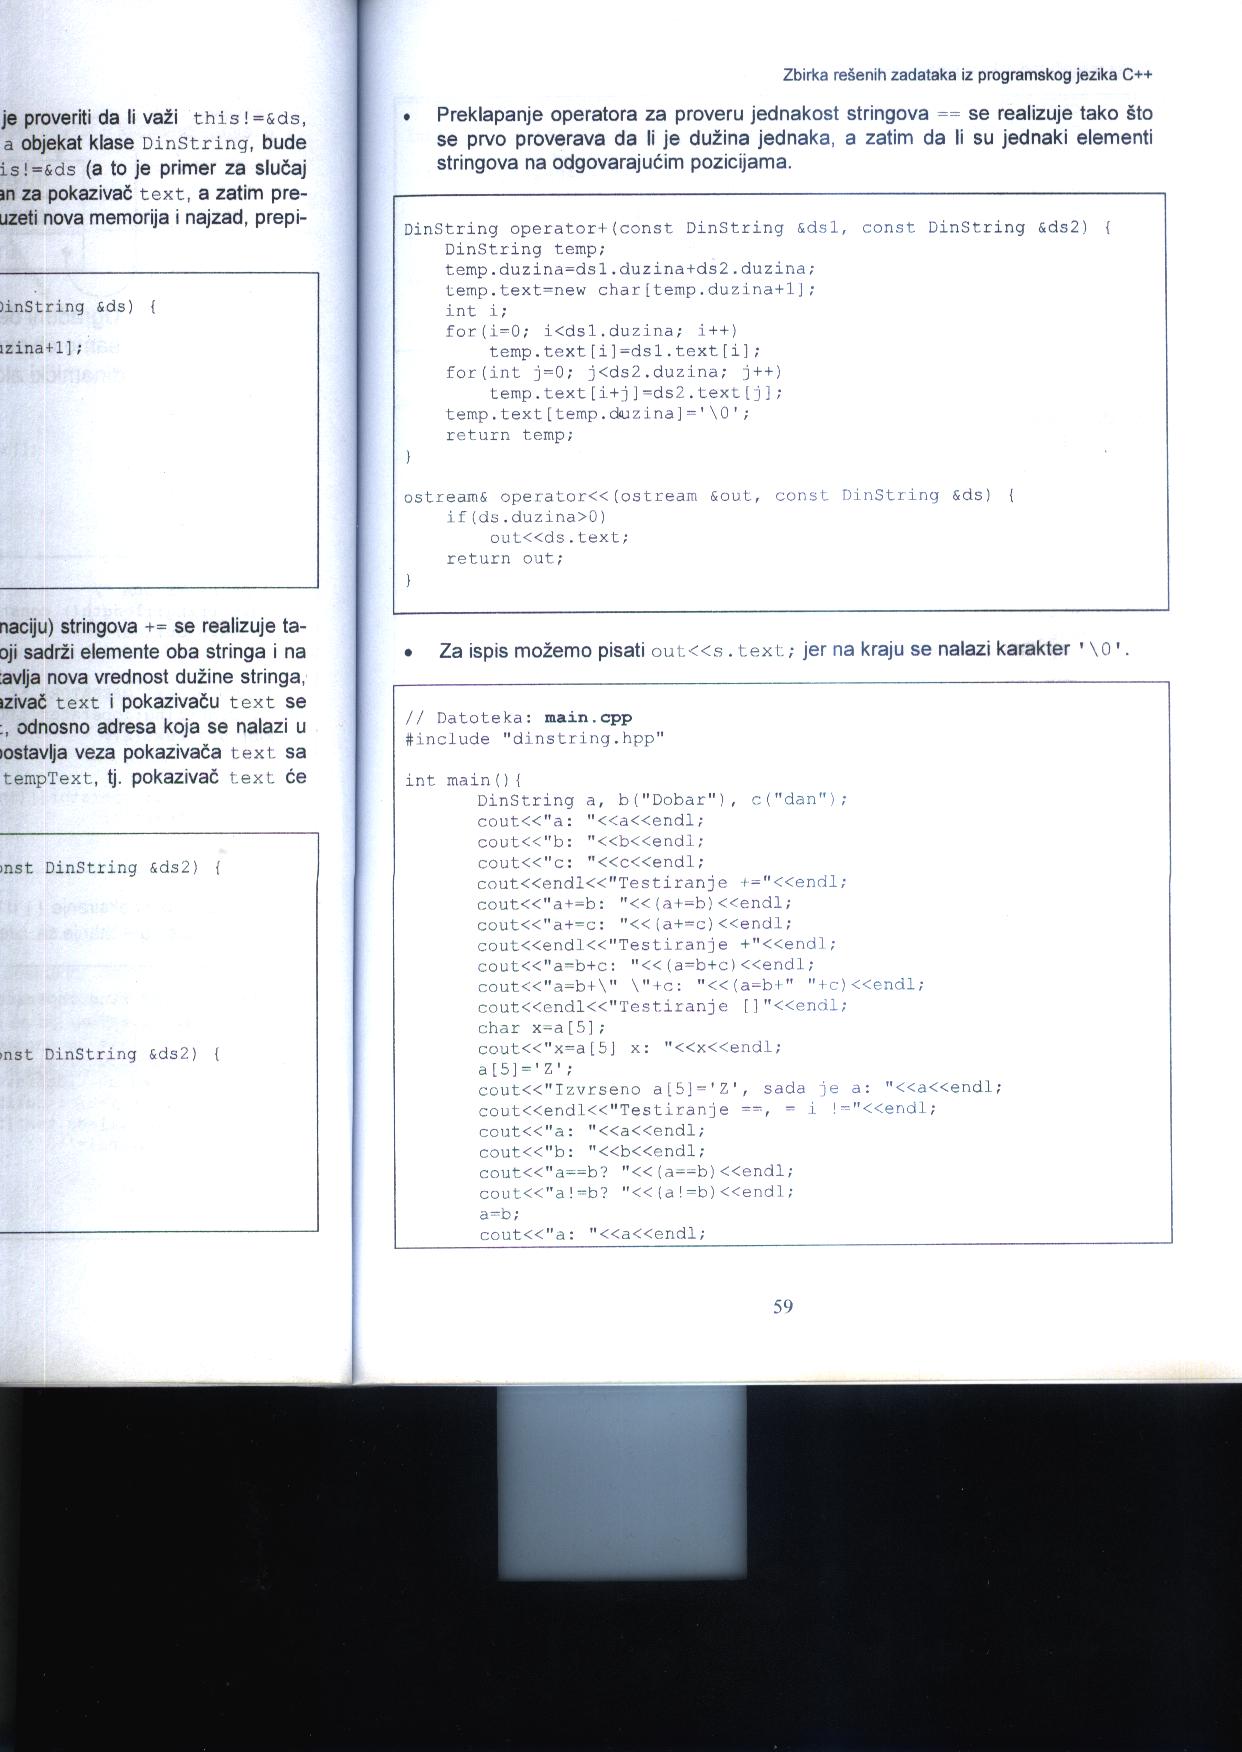 je proveriti da li važi this!=&ds,
a objekat klase DinString, bude
is!=&ds (a to je primer za slučaj
an za pokazivač text, a zatim pre-
uzeti nova memorija i najzad, prepi-
DinString &ds) {
uzina+1];
naciju) stringova += se realizuje ta-
oji sadrži elemente oba stringa i na
tavlja nova vrednost dužine stringa,
azivač text i pokazivaču text se
t, odnosno adresa koja se nalazi u
postavlja veza pokazivača text sa
tempText, tj. pokazivač text će
onst DinString &ds2) {
onst DinString &ds2) {
Zbirka rešenih zadataka iz programskog jezika C++
• Preklapanje operatora za proveru jednakost stringova == se realizuje tako što
se prvo proverava da li je dužina jednaka, a zatim da li su jednaki elementi
stringova na odgovarajućim pozicijama.
DinString operator+(const DinString &ds1, const DinString &ds2) {
    DinString temp;
    temp.duzina=ds1.duzina+ds2.duzina;
    temp.text=new char[temp.duzina+1];
    int i;
    for(i=0; i<ds1.duzina; i++)
        temp.text[i]=ds1.text[i];
    for(int j=0; j<ds2.duzina; j++)
        temp.text[i+j]=ds2.text[j];
    temp.text[temp.duzina]='\0';
    return temp;
}
ostream& operator<<(ostream &out, const DinString &ds) {
    if(ds.duzina>0)
        out<<ds.text;
    return out;
}
• Za ispis možemo pisati out<<s.text; jer na kraju se nalazi karakter '\0'.
// Datoteka: main.cpp
#include "dinstring.hpp"
int main(){
    DinString a, b("Dobar"), c("dan");
    cout<<"a: "<<a<<endl;
    cout<<"b: "<<b<<endl;
    cout<<"c: "<<c<<endl;
    cout<<endl<<"Testiranje +="<<endl;
    cout<<"a+=b: "<<(a+=b)<<endl;
    cout<<"a+=c: "<<(a+=c)<<endl;
    cout<<endl<<"Testiranje +"<<endl;
    cout<<"a=b+c: "<<(a=b+c)<<endl;
    cout<<"a=b+\" \"+c: "<<(a=b+" "+c)<<endl;
    cout<<endl<<"Testiranje []"<<endl;
    char x=a[5];
    cout<<"x=a[5] x: "<<x<<endl;
    a[5]='Z';
    cout<<"Izvrseno a[5]='Z', sada je a: "<<a<<endl;
    cout<<endl<<"Testiranje ==, = i !="<<endl;
    cout<<"a: "<<a<<endl;
    cout<<"b: "<<b<<endl;
    cout<<"a==b? "<<(a==b)<<endl;
    cout<<"a!=b? "<<(a!=b)<<endl;
    a=b;
    cout<<"a: "<<a<<endl;
59